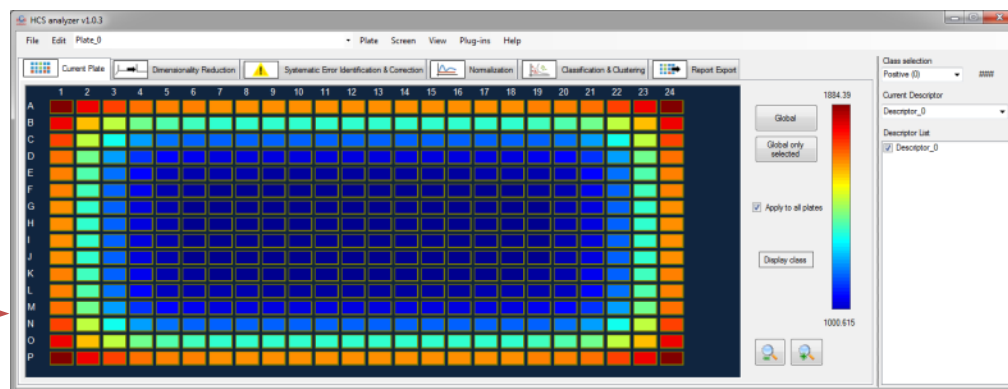 HCS analyzer v1.0.3
File Edit Plate_0 Plate Screen View Plug-ins Help
Current Plate Dimensionality Reduction Systematic Error Identification & Correction Normalization Classification & Clustering Report Export
Class selection
Positive (0) ####
Current Descriptor
Descriptor_0
Descriptor List
Descriptor_0
1 2 3 4 5 6 7 8 9 10 11 12 13 14 15 16 17 18 19 20 21 22 23 24
A
B
C
D
E
F
G
H
I
J
K
L
M
N
O
P
Global
Global only
selected
Apply to all plates
Display class
1884.39
1000.615